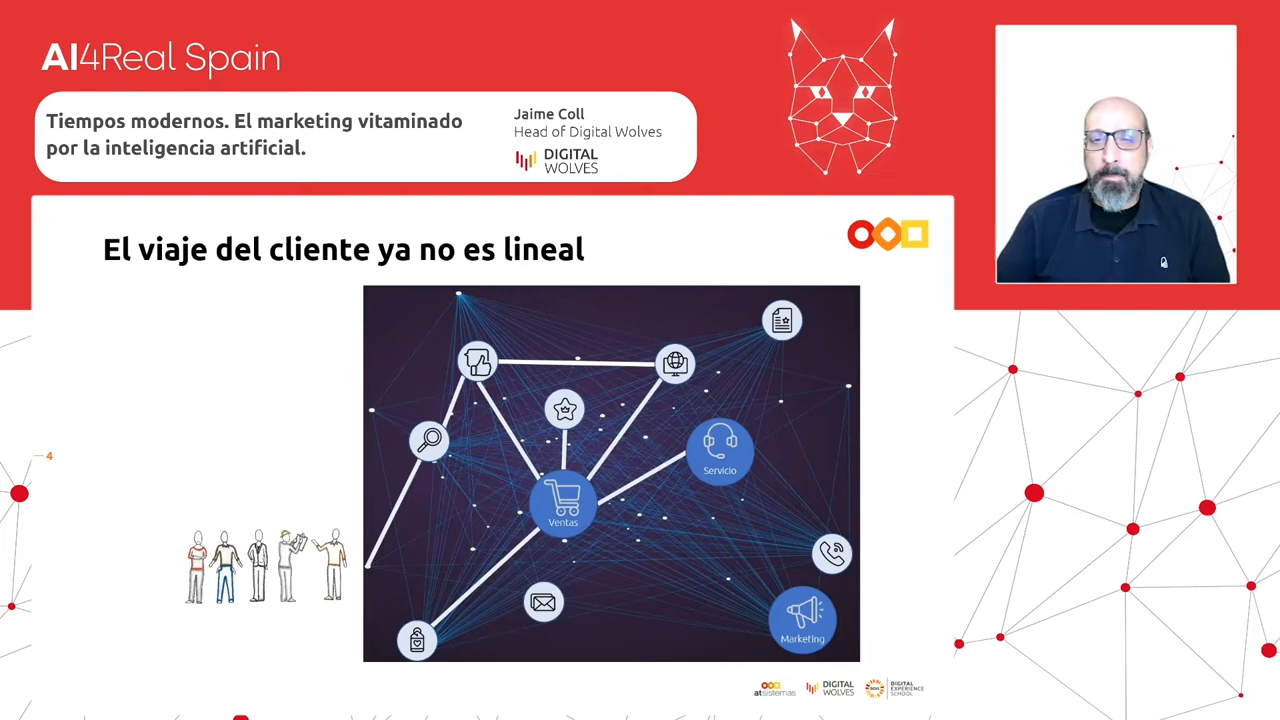 AI4Real Spain
Tiempos modernos. El marketing vitaminado
por la inteligencia artificial.
Jaime Coll
Head of Digital Wolves
DIGITAL
WOLVES
El viaje del cliente ya no es lineal
Servicio
Ventas
Marketing
4
atsistemas
DIGITAL
WOLVES
DIGITAL
EXPERIENCE
SCHOOL